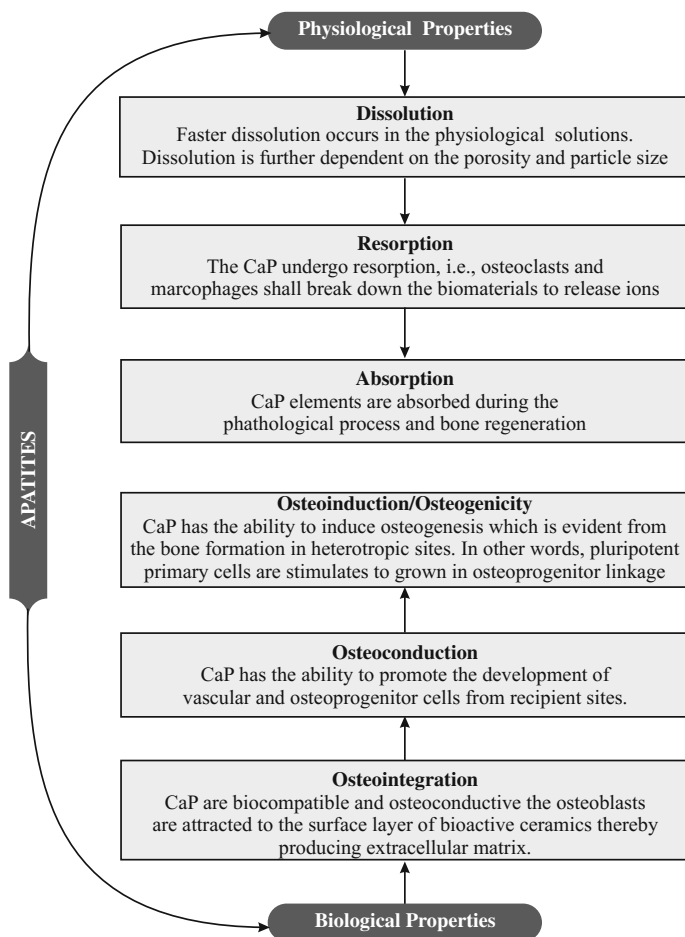 Physiological Properties
Dissolution
Faster dissolution occurs in the physiological solutions.
Dissolution is further dependent on the porosity and particle size
Resorption
The CaP undergo resorption, i.e., osteoclasts and
marcophages shall break down the biomaterials to release ions
Absorption
CaP elements are absorbed during the
phathological process and bone regeneration
APATITES
Osteoinduction/Osteogenicity
CaP has the ability to induce osteogenesis which is evident from
the bone formation in heterotropic sites. In other words, pluripotent
primary cells are stimulates to grown in osteoprogenitor linkage
Osteoconduction
CaP has the ability to promote the development of
vascular and osteoprogenitor cells from recipient sites.
Osteointegration
CaP are biocompatible and osteoconductive the osteoblasts
are attracted to the surface layer of bioactive ceramics thereby
producing extracellular matrix.
Biological Properties